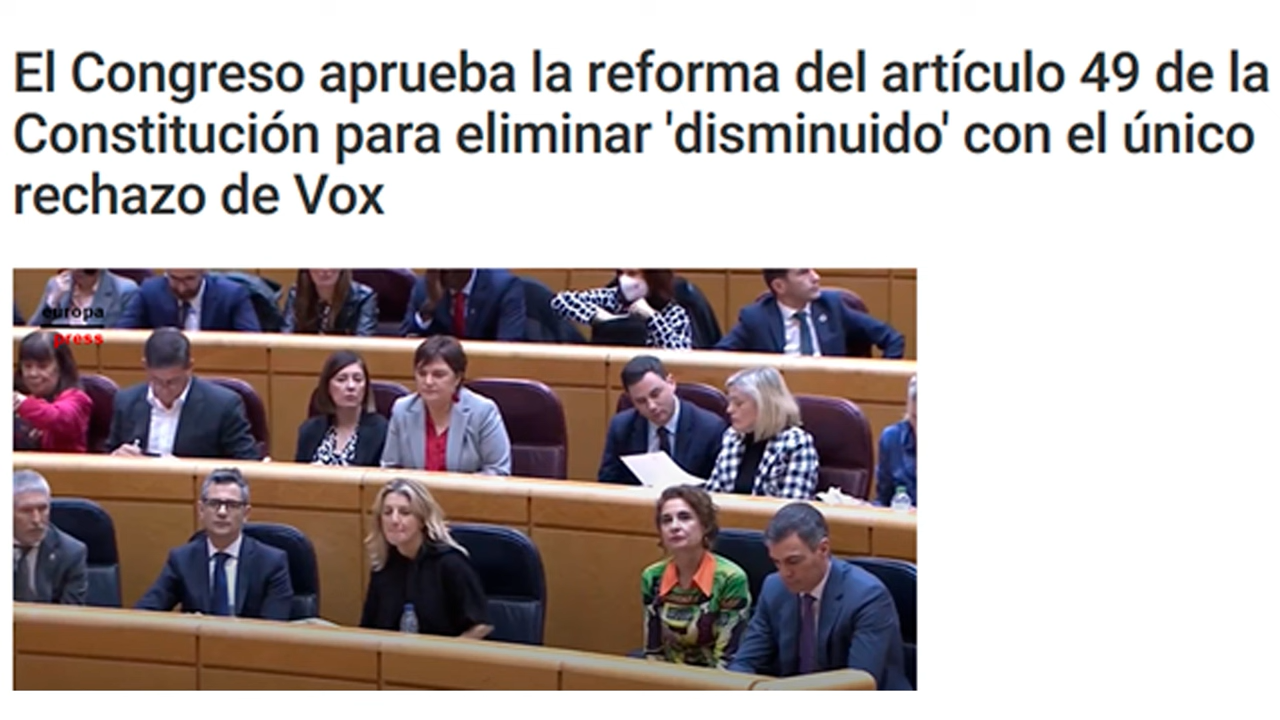 El Congreso aprueba la reforma del artículo 49 de la
Constitución para eliminar 'disminuido' con el único
rechazo de Vox
europa
press